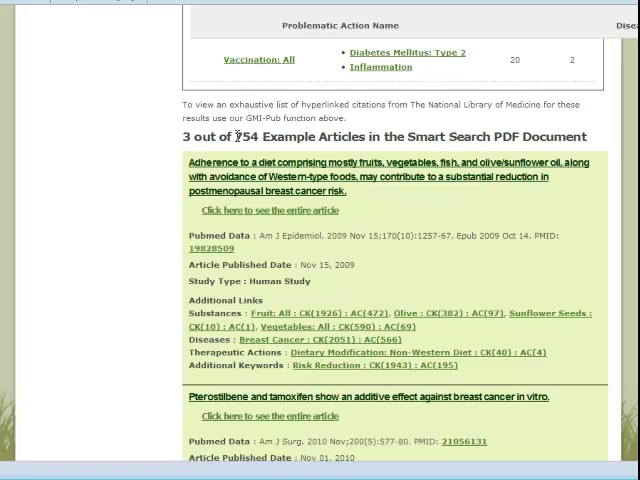 Problematic Action Name
Vaccination: All
• Diabetes Mellitus: Type 2
• Inflammation
20
2
To view an exhaustive list of hyperlinked citations from The National Library of Medicine for these
results use our GMI-Pub function above.
3 out of 754 Example Articles in the Smart Search PDF Document
Adherence to a diet comprising mostly fruits, vegetables, fish, and olive/sunflower oil, along
with avoidance of Western-type foods, may contribute to a substantial reduction in
postmenopausal breast cancer risk.
Click here to see the entire article
Pubmed Data : Am J Epidemiol. 2009 Nov 15;170(10):1257-67. Epub 2009 Oct 14. PMID:
19828509
Article Published Date : Nov 15, 2009
Study Type : Human Study
Additional Links
Substances : Fruit: All : CK(1926) : AC(472), Olive : CK(382) : AC(97), Sunflower Seeds :
CK(10) : AC(1), Vegetables: All : CK(590) : AC(69)
Diseases : Breast Cancer : CK(2051) : AC(566)
Therapeutic Actions : Dietary Modification: Non-Western Diet : CK(40) : AC(4)
Additional Keywords : Risk Reduction : CK(1943) : AC(195)
Pterostilbene and tamoxifen show an additive effect against breast cancer in vitro.
Click here to see the entire article
Pubmed Data : Am J Surg. 2010 Nov;200(5):577-80. PMID: 21056131
Article Published Date : Nov 01, 2010